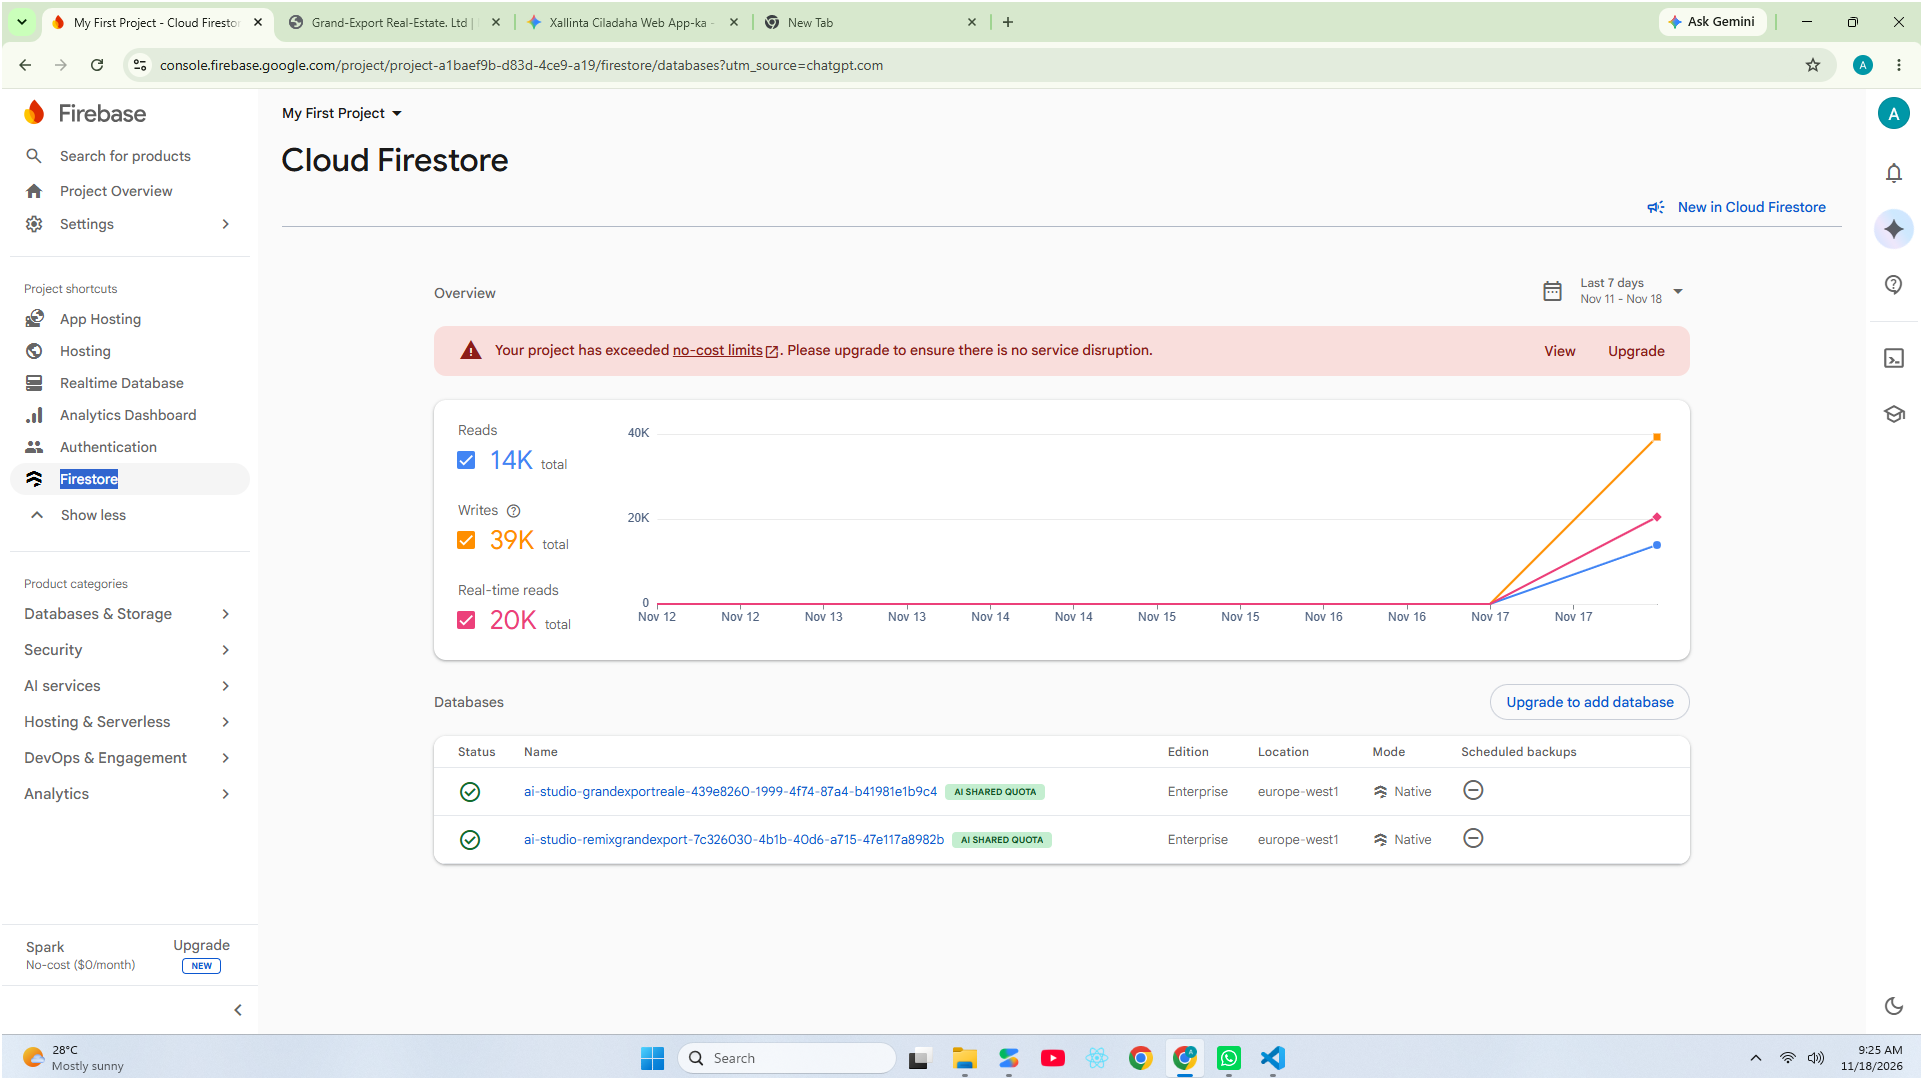 My First Project - Cloud Firestor
Grand-Export Real-Estate. Ltd |
Xallinta Ciladaha Web App-ka -
New Tab
Ask Gemini
console.firebase.google.com/project/project-a1baef9b-d83d-4ce9-a19/firestore/databases?utm_source=chatgpt.com
A
Firebase
Search for products
Project Overview
Settings
Project shortcuts
App Hosting
Hosting
Realtime Database
Analytics Dashboard
Authentication
Firestore
Show less
Product categories
Databases & Storage
Security
AI services
Hosting & Serverless
DevOps & Engagement
Analytics
Spark
No-cost ($0/month)
Upgrade
NEW
My First Project
A
Cloud Firestore
New in Cloud Firestore
Overview
Last 7 days
Nov 11 - Nov 18
Your project has exceeded no-cost limits. Please upgrade to ensure there is no service disruption.
View
Upgrade
Reads
14K total
Writes
39K total
Real-time reads
20K total
40K
20K
0
Nov 12 Nov 12 Nov 13 Nov 13 Nov 14 Nov 14 Nov 15 Nov 15 Nov 16 Nov 16 Nov 17 Nov 17
Databases
Upgrade to add database
Status Name Edition Location Mode Scheduled backups
ai-studio-grandexportreale-439e8260-1999-4f74-87a4-b41981e1b9c4 AI SHARED QUOTA Enterprise europe-west1 Native
ai-studio-remixgrandexport-7c326030-4b1b-40d6-a715-47e117a8982b AI SHARED QUOTA Enterprise europe-west1 Native
28°C
Mostly sunny
Search
9:25 AM
11/18/2026